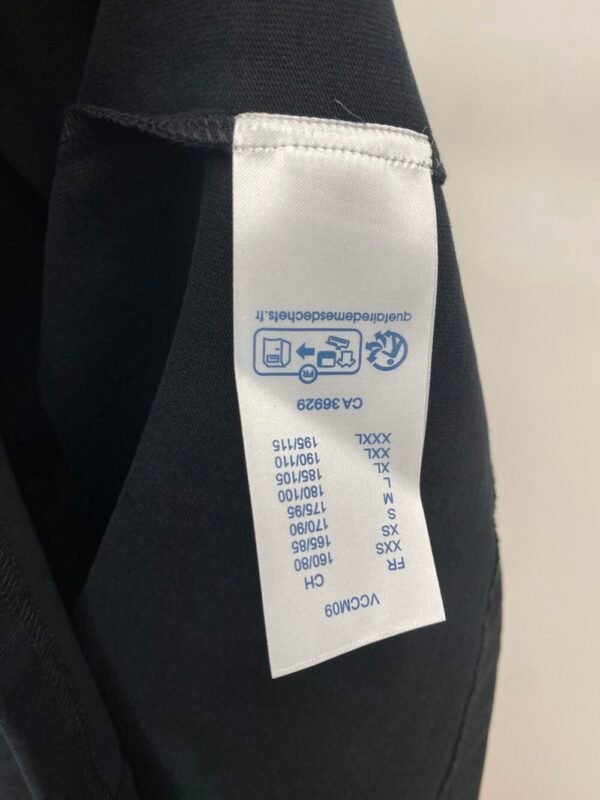 VCCM09
FR CH
XXS 160/80
XS 165/85
S 170/90
M 175/95
L 180/100
XL 185/105
XXL 190/110
XXXL 195/115
CA 36929
FR
quefairedemesdechets.fr